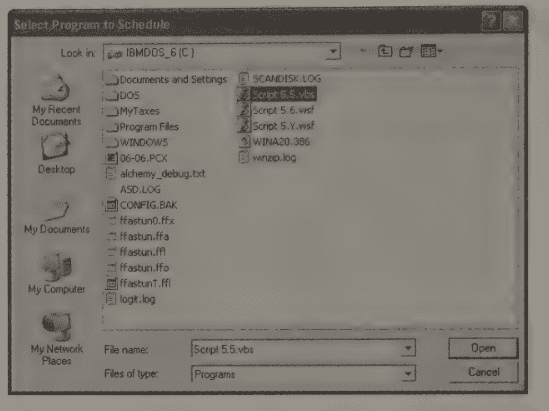 Select Program to Schedule
Look in: IBMDOS_6 (C )
My Recent
Documents
Desktop
My Documents
My Computer
My Network
Places
Documents and Settings
DOS
MyTaxes
Program Files
WINDOWS
06-06.PCX
alchemy_debug.txt
ASD.LOG
CONFIG.BAK
ffastun0.ffx
ffastun.ffa
ffastun.ffl
ffastun.ffo
ffastunT.ffl
logit.log
SCANDISK.LOG
Script 5.5.vbs
Script 5.6.wsf
Script 5.Y.wsf
WINA20.386
winzip.log
File name: Script 5.5.vbs
Open
Files of type: Programs
Cancel